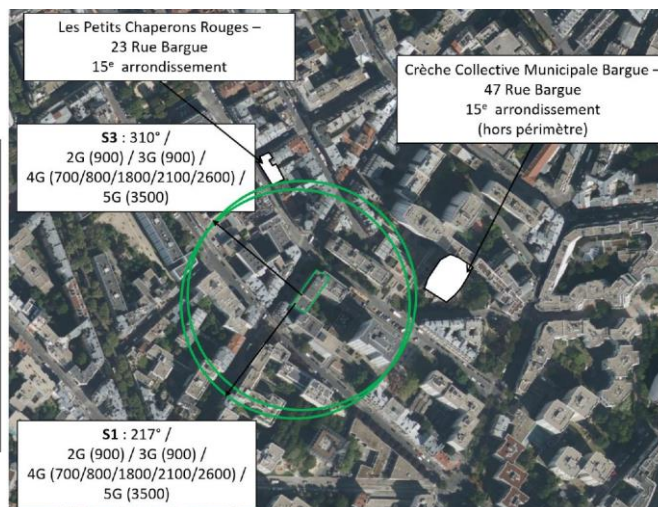 Les Petits Chaperons Rouges –
23 Rue Bargue
15e arrondissement
Crèche Collective Municipale Bargue –
47 Rue Bargue
15e arrondissement
(hors périmètre)
S3 : 310° /
2G (900) / 3G (900) /
4G (700/800/1800/2100/2600) /
5G (3500)
S1 : 217° /
2G (900) / 3G (900) /
4G (700/800/1800/2100/2600) /
5G (3500)